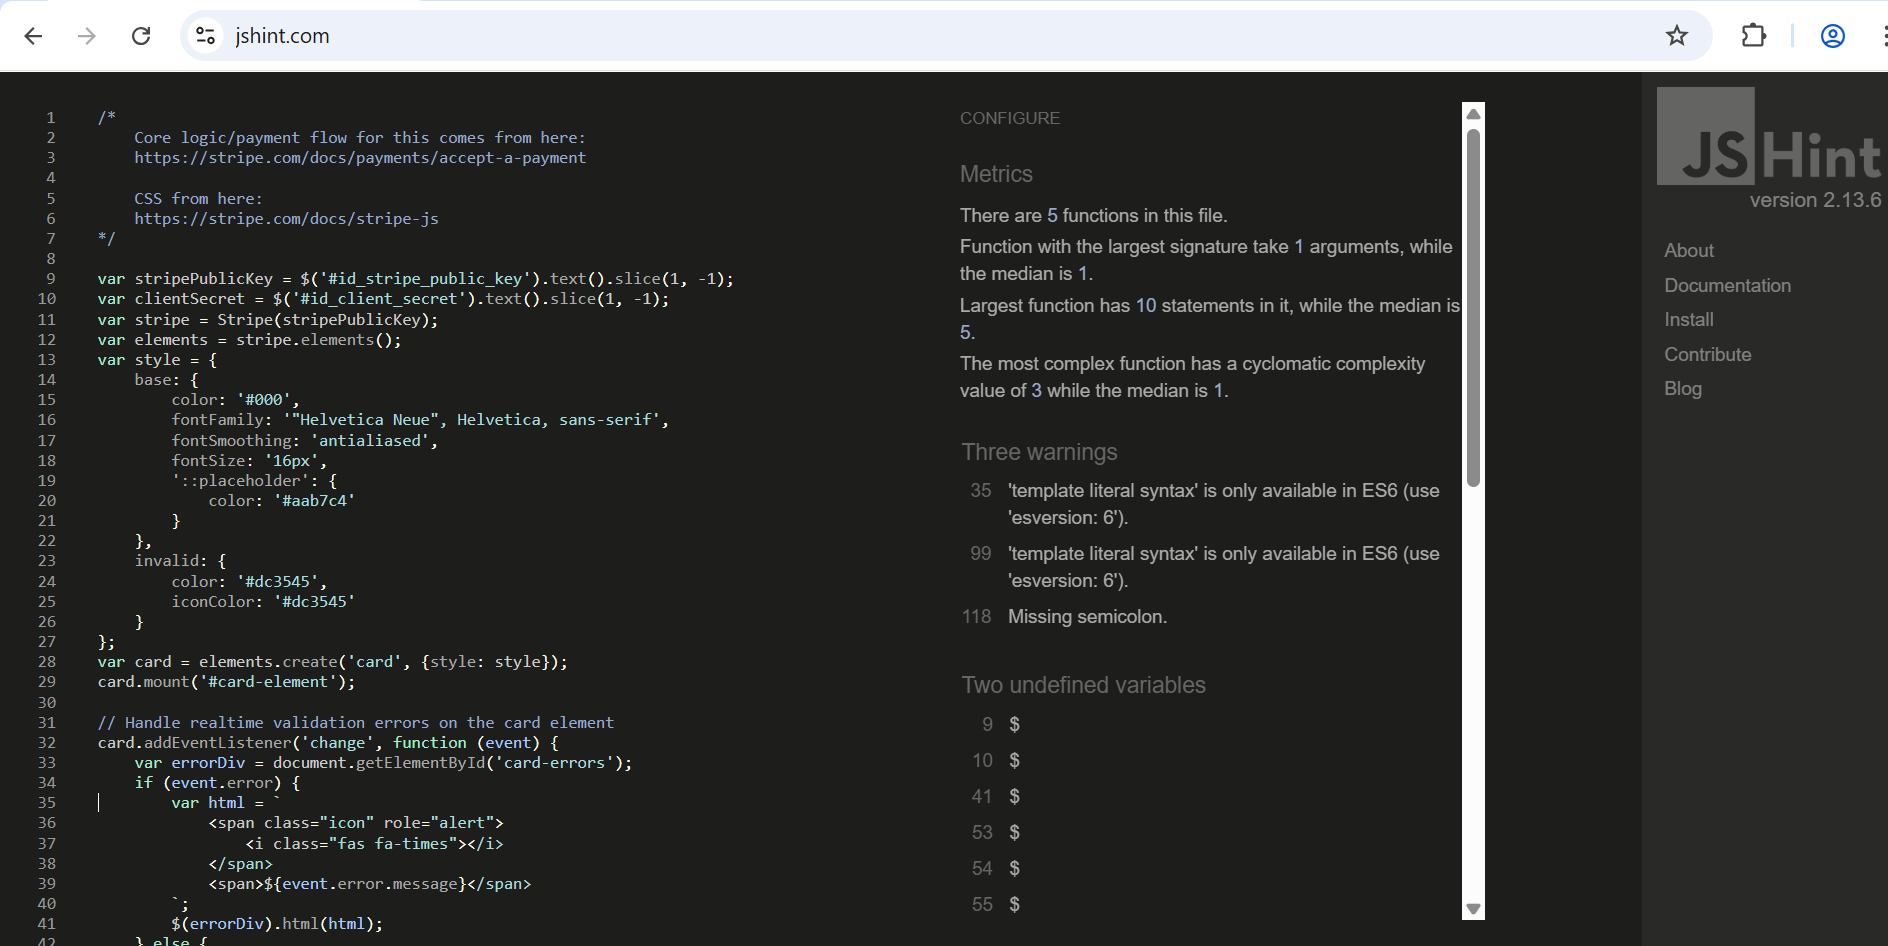 jshint.com
1 /*
2 Core logic/payment flow for this comes from here:
3 https://stripe.com/docs/payments/accept-a-payment
4
5 CSS from here:
6 https://stripe.com/docs/stripe-js
7 */
8
9 var stripePublicKey = $('#id_stripe_public_key').text().slice(1, -1);
10 var clientSecret = $('#id_client_secret').text().slice(1, -1);
11 var stripe = Stripe(stripePublicKey);
12 var elements = stripe.elements();
13 var style = {
14 base: {
15 color: '#000',
16 fontFamily: '"Helvetica Neue", Helvetica, sans-serif',
17 fontSmoothing: 'antialiased',
18 fontSize: '16px',
19 '::placeholder': {
20 color: '#aab7c4'
21 }
22 },
23 invalid: {
24 color: '#dc3545',
25 iconColor: '#dc3545'
26 }
27 };
28 var card = elements.create('card', {style: style});
29 card.mount('#card-element');
30
31 // Handle realtime validation errors on the card element
32 card.addEventListener('change', function (event) {
33 var errorDiv = document.getElementById('card-errors');
34 if (event.error) {
35 var html = `
36 <span class="icon" role="alert">
37 <i class="fas fa-times"></i>
38 </span>
39 <span>${event.error.message}</span>
40 `;
41 $(errorDiv).html(html);
42 } else {
CONFIGURE
Metrics
There are 5 functions in this file.
Function with the largest signature take 1 arguments, while
the median is 1.
Largest function has 10 statements in it, while the median is
5.
The most complex function has a cyclomatic complexity
value of 3 while the median is 1.
Three warnings
35 'template literal syntax' is only available in ES6 (use
'esversion: 6').
99 'template literal syntax' is only available in ES6 (use
'esversion: 6').
118 Missing semicolon.
Two undefined variables
9 $
10 $
41 $
53 $
54 $
55 $
JSHint
version 2.13.6
About
Documentation
Install
Contribute
Blog